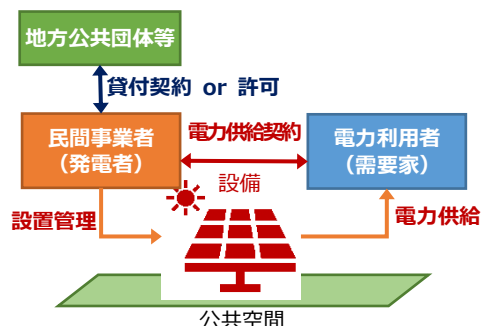 地方公共団体等
貸付契約 or 許可
民間事業者
（発電者）
電力供給契約
電力利用者
（需要家）
設備
設置管理
電力供給
公共空間